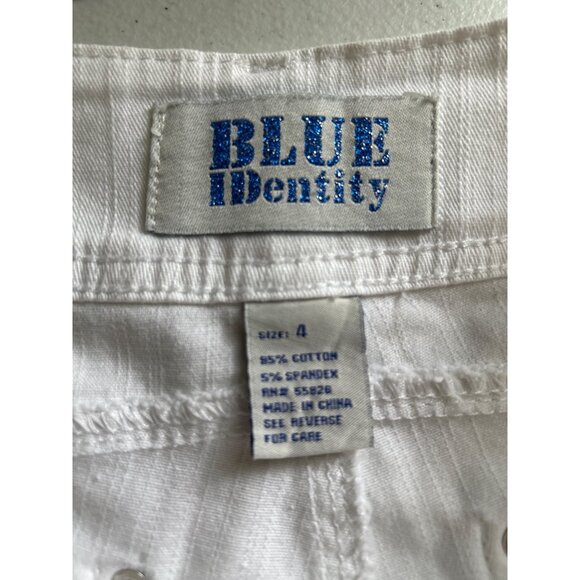 BLUE
IDentity
SIZE: 4
95% COTTON
5% SPANDEX
RN# 55826
MADE IN CHINA
SEE REVERSE
FOR CARE